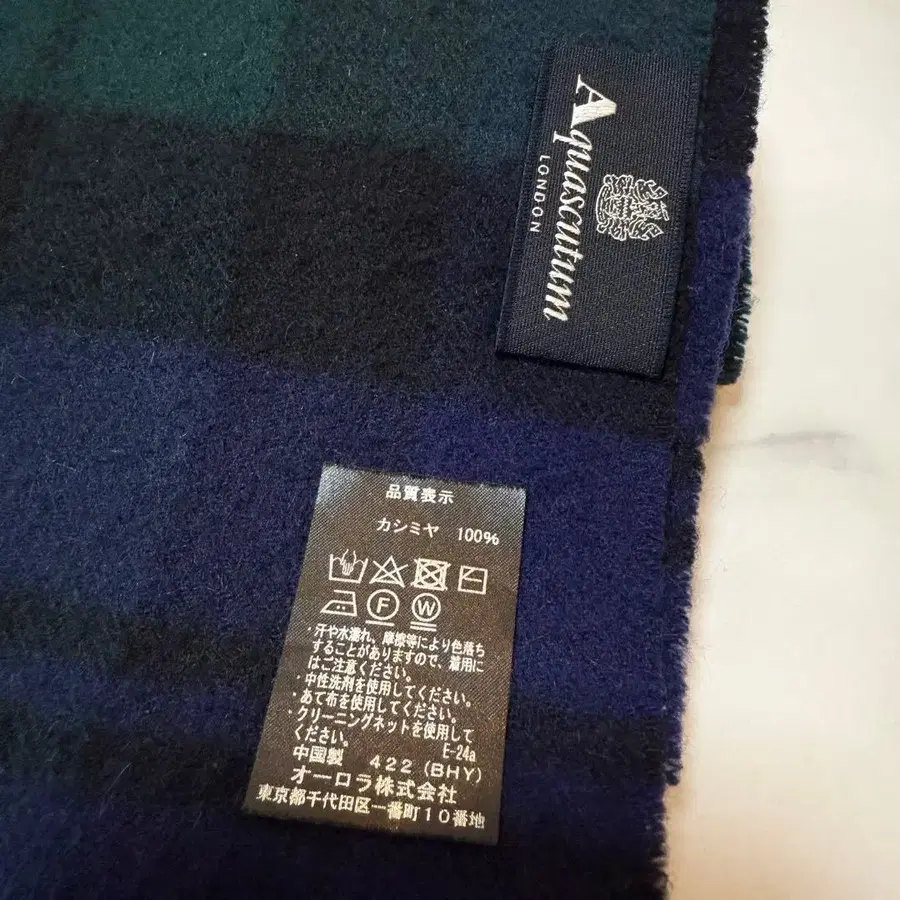 Aquascutum
LONDON
品質表示
カシミヤ 100%
F W
・汗や水濡れ、摩擦等により色落ち
することがありますので、着用に
はご注意ください。
・中性洗剤を使用してください。
・あて布を使用してください。
・クリーニングネットを使用して
ください。 E-24a
中国製 422 (BHY)
オーロラ株式会社
東京都千代田区一番町10番地